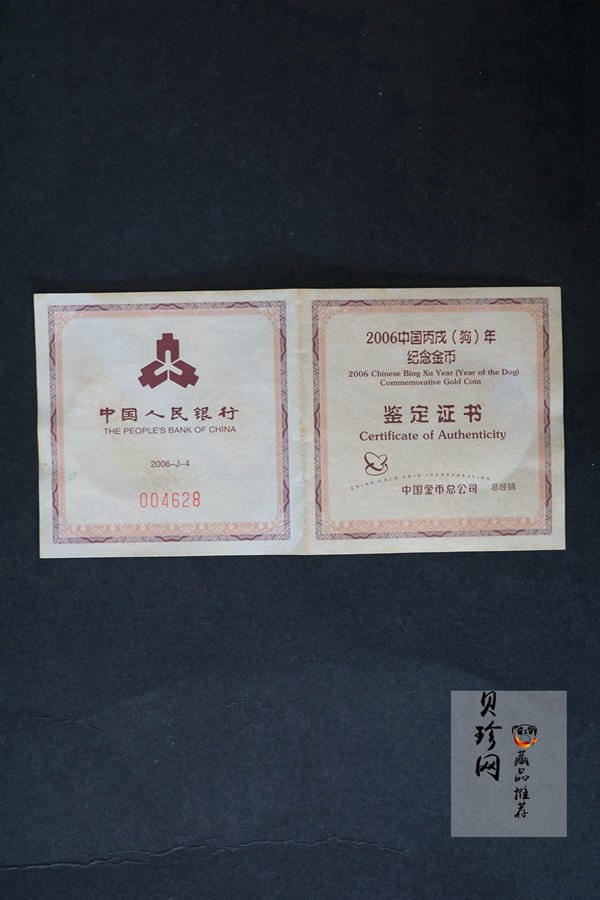 中国人民银行
THE PEOPLE'S BANK OF CHINA
2006-J-4
004628
2006中国丙戌（狗）年
纪念金币
2006 Chinese Bing Xu Year (Year of the Dog)
Commemorative Gold Coin
鉴定证书
Certificate of Authenticity
CHINA GOLD COIN INCORPORATION
中国金币总公司 总经销
贝珍网
藏品推荐